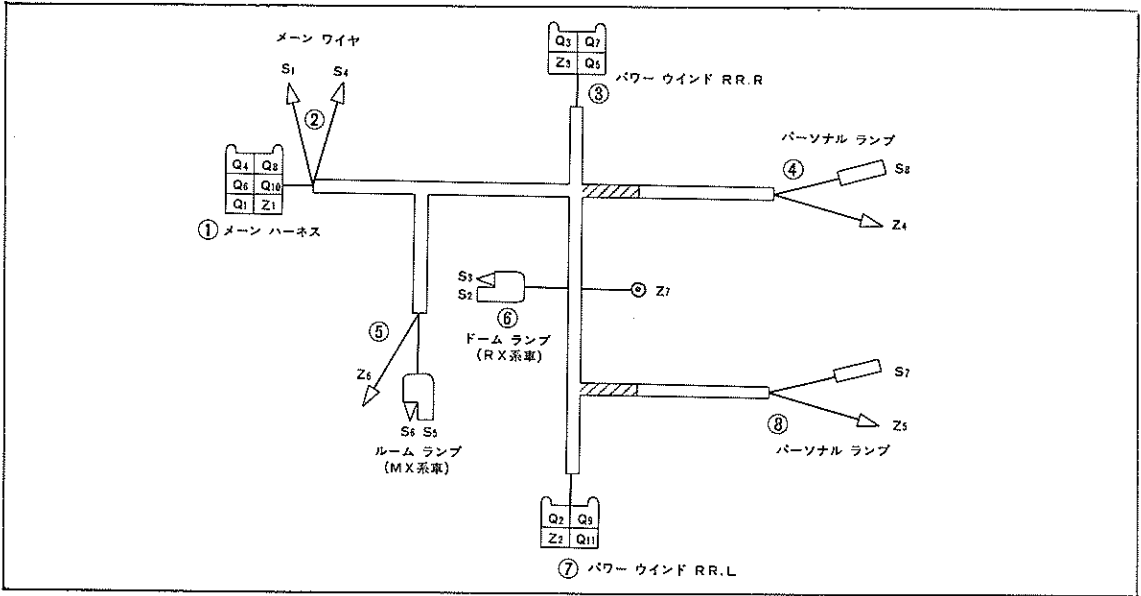 メーン ワイヤ
S1 S4
②
Q4 Q8
Q6 Q10
Q1 Z1
① メーン ハーネス
Q3 Q7
Z3 Q5
③ パワー ウインド RR.R
パーソナル ランプ
④ S8
Z4
S3
S2
⑥
ドーム ランプ
(RX系車)
Z7
⑤
Z6
S6 S5
ルーム ランプ
(MX系車)
S7
⑧ Z5
パーソナル ランプ
Q2 Q9
Z2 Q11
⑦ パワー ウインド RR.L